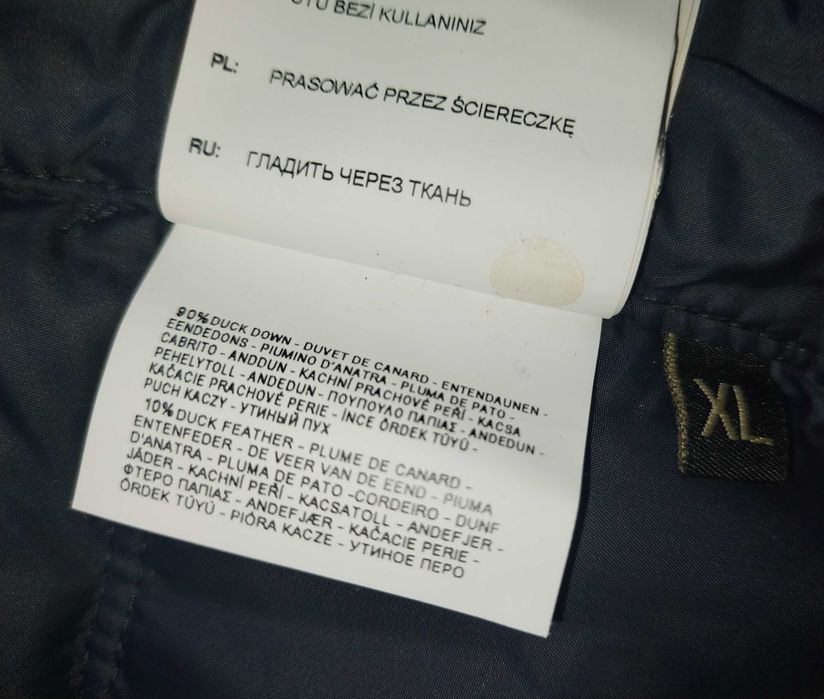 BEZİ KULLANINIZ
PL: PRASOWAĆ PRZEZ ŚCIERECZKĘ
RU: ГЛАДИТЬ ЧЕРЕЗ ТКАНЬ
90% DUCK DOWN - DUVET DE CANARD - ENTENDAUNEN -
EENDEDONS - PIUMINO D'ANATRA - PLUMA DE PATO -
CABRITO - ANDDUN - KACHNÍ PRACHOVÉ PEŘÍ - KACSA
PEHELYTOLL - ANDEDUN - ΠΟΥΠΟΥΛΟ ΠΑΠΙΑΣ - ANDEDUN -
KAČACIE PRACHOVÉ PERIE - İNCE ÖRDEK TÜYÜ -
PUCH KACZY - УТИНЫЙ ПУХ
10% DUCK FEATHER - PLUME DE CANARD -
ENTENFEDER - DE VEER VAN DE EEND - PIUMA
D'ANATRA - PLUMA DE PATO -CORDEIRO - DUNF
JÄDER - KACHNÍ PEŘÍ - KACSATOLL - ANDEFJER -
ΦΤΕΡΟ ΠΑΠΙΑΣ - ANDEFJÆR - KAČACIE PERIE -
ÖRDEK TÜYÜ - PIÓRA KACZE - УТИНОЕ ПЕРО
XL